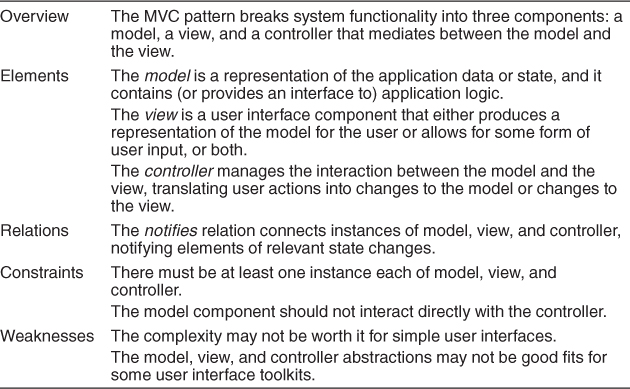 Overview The MVC pattern breaks system functionality into three components: a
model, a view, and a controller that mediates between the model and
the view.
Elements The model is a representation of the application data or state, and it
contains (or provides an interface to) application logic.
The view is a user interface component that either produces a
representation of the model for the user or allows for some form of
user input, or both.
The controller manages the interaction between the model and the
view, translating user actions into changes to the model or changes to
the view.
Relations The notifies relation connects instances of model, view, and controller,
notifying elements of relevant state changes.
Constraints There must be at least one instance each of model, view, and
controller.
The model component should not interact directly with the controller.
Weaknesses The complexity may not be worth it for simple user interfaces.
The model, view, and controller abstractions may not be good fits for
some user interface toolkits.